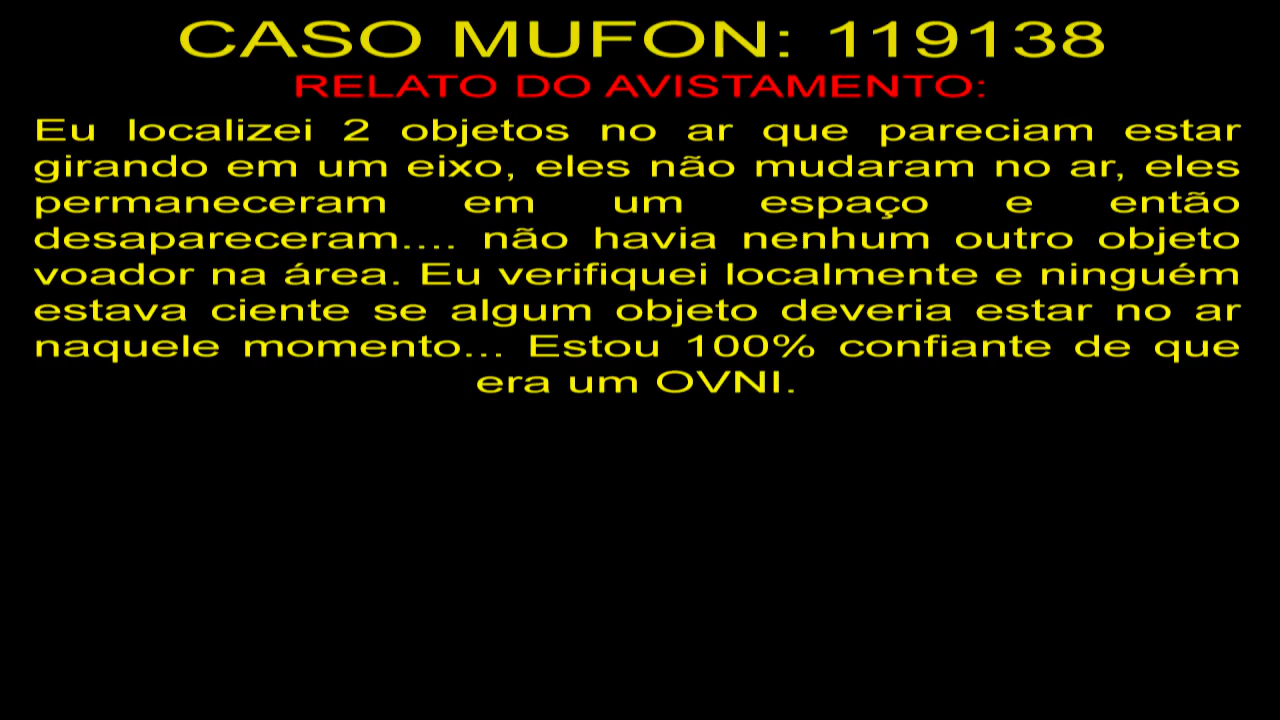 CASO MUFON: 119138
RELATO DO AVISTAMENTO:
Eu localizei 2 objetos no ar que pareciam estar
girando em um eixo, eles não mudaram no ar, eles
permaneceram em um espaço e então
desapareceram.... não havia nenhum outro objeto
voador na área. Eu verifiquei localmente e ninguém
estava ciente se algum objeto deveria estar no ar
naquele momento... Estou 100% confiante de que
era um OVNI.